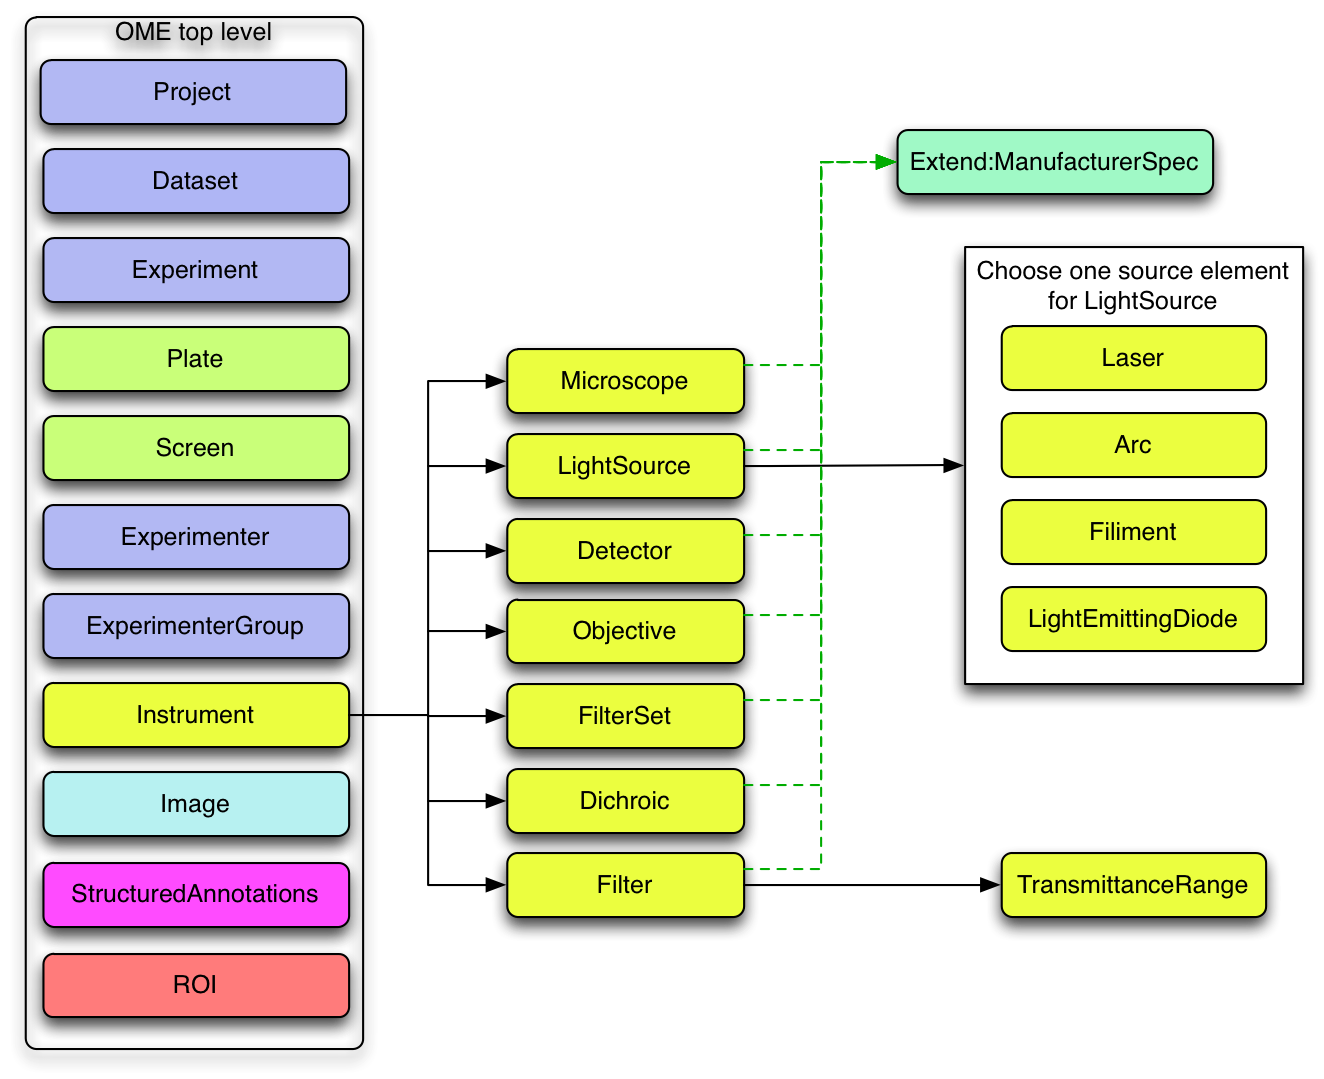 OME top level
Project
Dataset
Experiment
Plate
Screen
Experimenter
ExperimenterGroup
Instrument
Image
StructuredAnnotations
ROI
Microscope
LightSource
Detector
Objective
FilterSet
Dichroic
Filter
Extend:ManufacturerSpec
Choose one source element
for LightSource
Laser
Arc
Filiment
LightEmittingDiode
TransmittanceRange